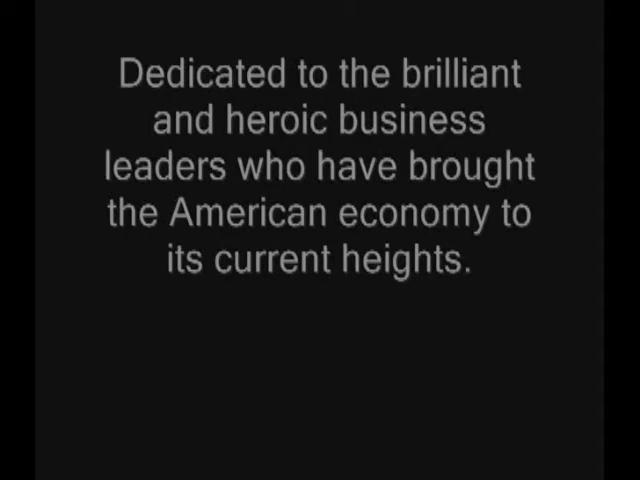 Dedicated to the brilliant
and heroic business
leaders who have brought
the American economy to
its current heights.